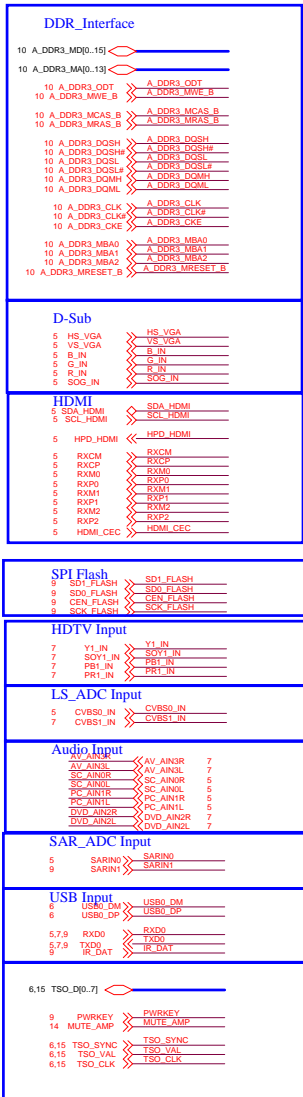 DDR_Interface
10 A_DDR3_MD[0..15]
10 A_DDR3_MA[0..13]
10 A_DDR3_ODT A_DDR3_ODT
10 A_DDR3_MWE_B A_DDR3_MWE_B
10 A_DDR3_MCAS_B A_DDR3_MCAS_B
10 A_DDR3_MRAS_B A_DDR3_MRAS_B
10 A_DDR3_DQSH A_DDR3_DQSH
10 A_DDR3_DQSH# A_DDR3_DQSH#
10 A_DDR3_DQSL A_DDR3_DQSL
10 A_DDR3_DQSL# A_DDR3_DQSL#
10 A_DDR3_DQMH A_DDR3_DQMH
10 A_DDR3_DQML A_DDR3_DQML
10 A_DDR3_CLK A_DDR3_CLK
10 A_DDR3_CLK# A_DDR3_CLK#
10 A_DDR3_CKE A_DDR3_CKE
10 A_DDR3_MBA0 A_DDR3_MBA0
10 A_DDR3_MBA1 A_DDR3_MBA1
10 A_DDR3_MBA2 A_DDR3_MBA2
10 A_DDR3_MRESET_B A_DDR3_MRESET_B
D-Sub
5 HS_VGA HS_VGA
5 VS_VGA VS_VGA
5 B_IN B_IN
5 G_IN G_IN
5 R_IN R_IN
5 SOG_IN SOG_IN
HDMI
5 SDA_HDMI SDA_HDMI
5 SCL_HDMI SCL_HDMI
5 HPD_HDMI HPD_HDMI
5 RXCM RXCM
5 RXCP RXCP
5 RXM0 RXM0
5 RXP0 RXP0
5 RXM1 RXM1
5 RXP1 RXP1
5 RXM2 RXM2
5 RXP2 RXP2
5 HDMI_CEC HDMI_CEC
SPI Flash
9 SD1_FLASH SD1_FLASH
9 SD0_FLASH SD0_FLASH
9 CEN_FLASH CEN_FLASH
9 SCK_FLASH SCK_FLASH
HDTV Input
7 Y1_IN Y1_IN
7 SOY1_IN SOY1_IN
7 PB1_IN PB1_IN
7 PR1_IN PR1_IN
LS_ADC Input
5 CVBS0_IN CVBS0_IN
7 CVBS1_IN CVBS1_IN
Audio Input
AV_AIN3R AV_AIN3R 7
AV_AIN3L AV_AIN3L 7
SC_AIN0R SC_AIN0R 5
SC_AIN0L SC_AIN0L 5
PC_AIN1R PC_AIN1R 5
PC_AIN1L PC_AIN1L 5
DVD_AIN2R DVD_AIN2R 7
DVD_AIN2L DVD_AIN2L 7
SAR_ADC Input
5 SARIN0 SARIN0
9 SARIN1 SARIN1
USB Input
6 USB0_DM USB0_DM
6 USB0_DP USB0_DP
5,7,9 RXD0 RXD0
5,7,9 TXD0 TXD0
9 IR_DAT IR_DAT
6,15 TSO_D[0..7]
9 PWRKEY PWRKEY
14 MUTE_AMP MUTE_AMP
6,15 TSO_SYNC TSO_SYNC
6,15 TSO_VAL TSO_VAL
6,15 TSO_CLK TSO_CLK